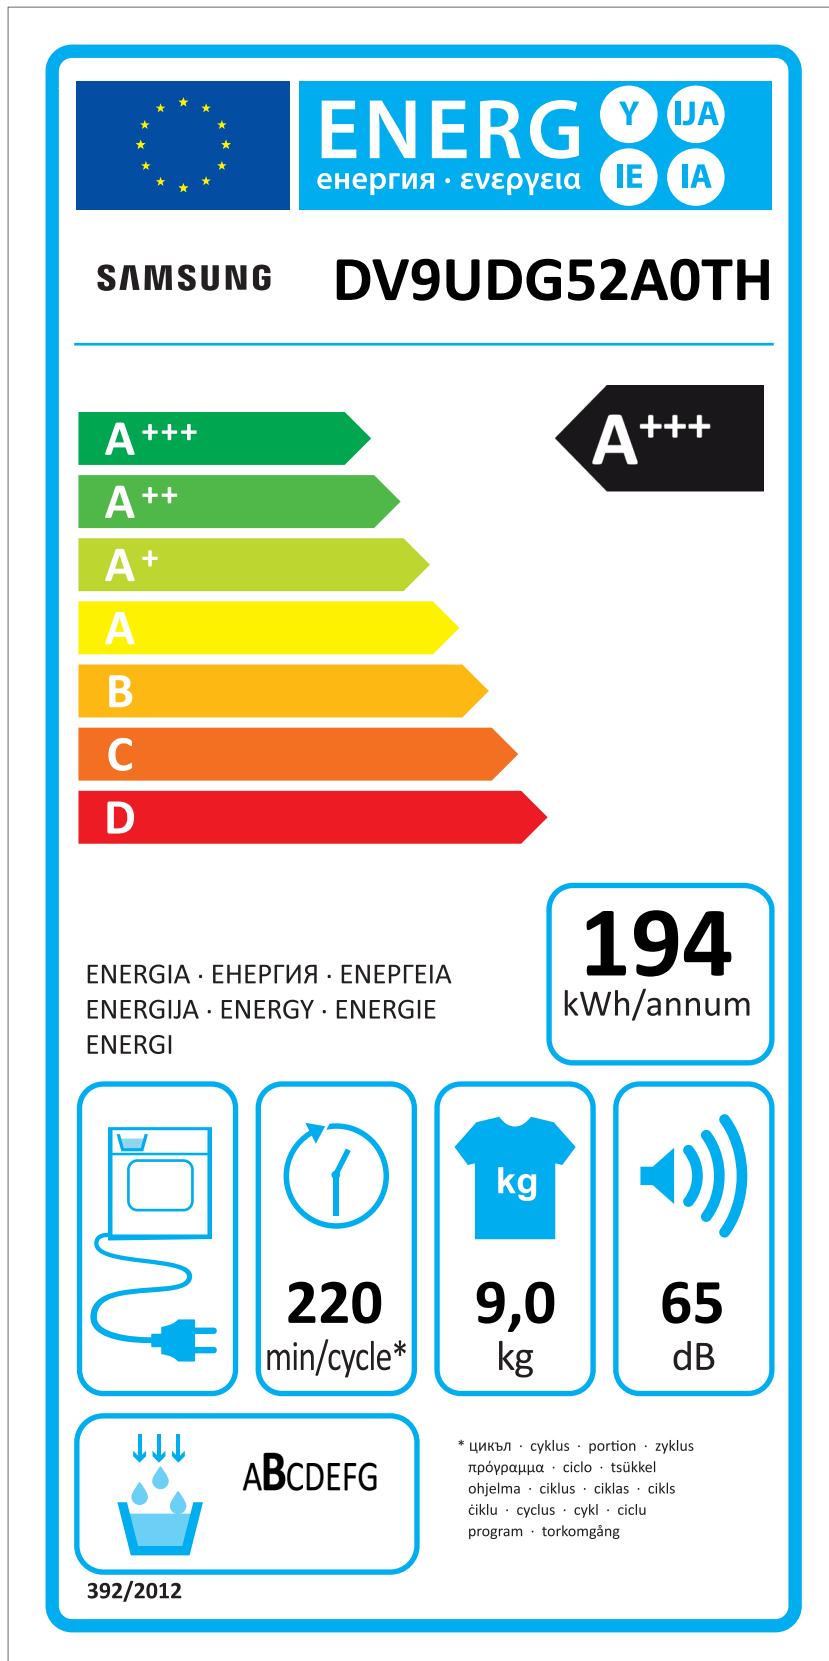 ENERG Y IJA
енергия · ενεργεια IE IA
SAMSUNG DV9UDG52A0TH
A+++ A+++
A++
A+
A
B
C
D
194
kWh/annum
ENERGIA · ЕНЕРГИЯ · ΕΝΕΡΓΕΙΑ
ENERGIJA · ENERGY · ENERGIE
ENERGI
kg
220 9,0 65
min/cycle* kg dB
ABCDEFG
* цикъл · cyklus · portion · zyklus
πρόγραμμα · ciclo · tsükkel
ohjelma · ciklus · ciklas · cikls
ċiklu · cyclus · cykl · ciclu
program · torkomgång
392/2012